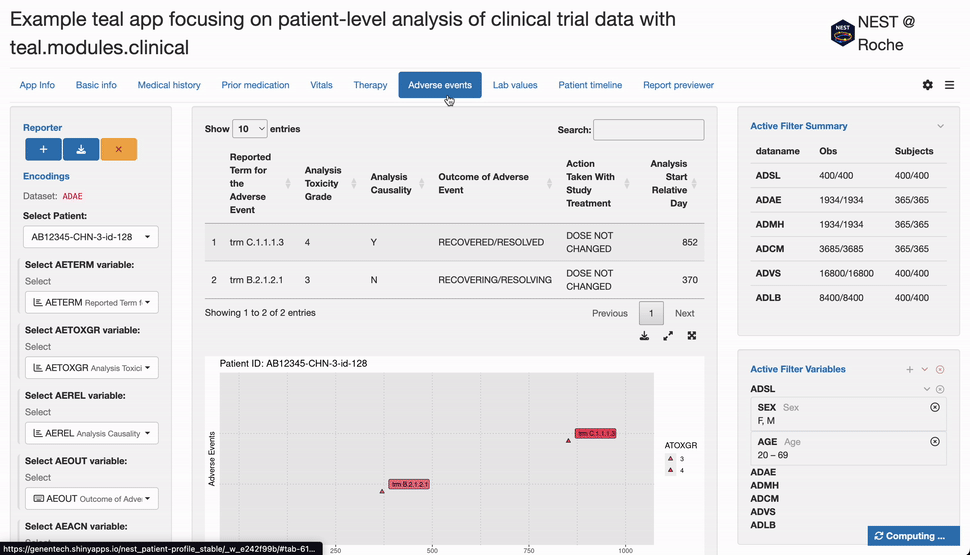 Example teal app focusing on patient-level analysis of clinical trial data with
teal.modules.clinical
NEST @
Roche
App Info
Basic info
Medical history
Prior medication
Vitals
Therapy
Adverse events
Lab values
Patient timeline
Report previewer
Reporter
Encodings
Dataset: ADAE
Select Patient:
AB12345-CHN-3-id-128
Select AETERM variable:
Select
AETERM Reported Term f
Select AETOXGR variable:
Select
AETOXGR Analysis Toxici
Select AEREL variable:
Select
AEREL Analysis Causality
Select AEOUT variable:
Select
AEOUT Outcome of Adve
Select AEACN variable:
Show 10 entries
Search:
Reported
Term for
the
Adverse
Event
Analysis
Toxicity
Grade
Analysis
Causality
Outcome of Adverse
Event
Action
Taken With
Study
Treatment
Analysis
Start
Relative
Day
1 trm C.1.1.1.3 4 Y RECOVERED/RESOLVED DOSE NOT CHANGED 852
2 trm B.2.1.2.1 3 N RECOVERING/RESOLVING DOSE NOT CHANGED 370
Showing 1 to 2 of 2 entries
Previous 1 Next
Patient ID: AB12345-CHN-3-id-128
Adverse Events
trm C.1.1.1.3
trm B.2.1.2.1
250 500 750 1000
ATOXGR
3
4
Active Filter Summary
dataname Obs Subjects
ADSL 400/400 400/400
ADAE 1934/1934 365/365
ADMH 1934/1934 365/365
ADCM 3685/3685 365/365
ADVS 16800/16800 400/400
ADLB 8400/8400 400/400
Active Filter Variables
ADSL
SEX Sex
F, M
AGE Age
20 – 69
ADAE
ADMH
ADCM
ADVS
ADLB
Computing ...
https://genentech.shinyapps.io/nest_patient-profile_stable/_w_e242f99b/#tab-61...